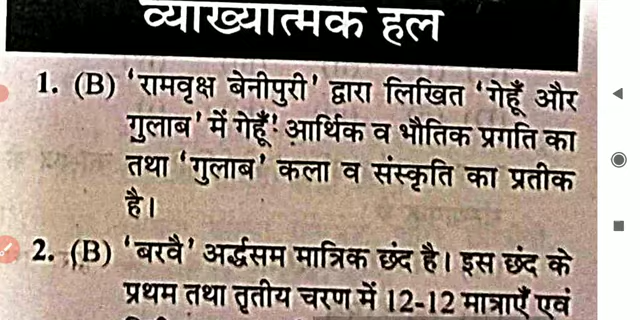 व्याख्यात्मक हल
1. (B) 'रामवृक्ष बेनीपुरी' द्वारा लिखित 'गेहूँ और
गुलाब' में गेहूँ' आर्थिक व भौतिक प्रगति का
तथा 'गुलाब' कला व संस्कृति का प्रतीक
है।
2. (B) 'बरवै' अर्द्धसम मात्रिक छंद है। इस छंद के
प्रथम तथा तृतीय चरण में 12-12 मात्राएँ एवं